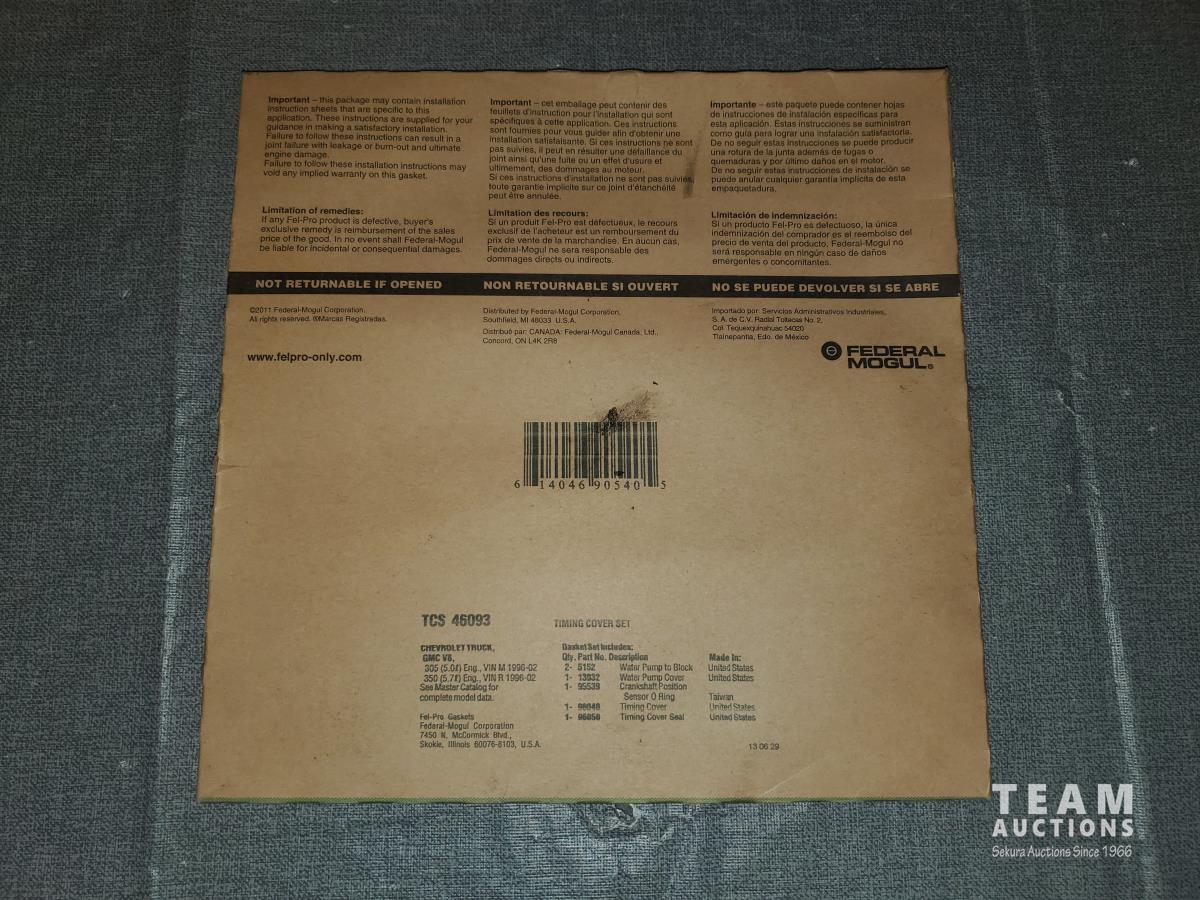 Important – this package may contain installation
instruction sheets that are specific to this
application. These instructions are supplied for your
guidance in making a satisfactory installation.
Failure to follow these instructions can result in a
joint failure with leakage or burn-out and ultimate
engine damage.
Failure to follow these installation instructions may
void any implied warranty on this gasket.
Limitation of remedies:
If any Fel-Pro product is defective, buyer's
exclusive remedy is reimbursement of the sales
price of the good. In no event shall Federal-Mogul
be liable for incidental or consequential damages.
Important – cet emballage peut contenir des
feuillets d'instruction pour l'installation qui sont
spécifiques à cette application. Ces instructions
sont fournies pour vous guider afin d'obtenir une
installation satisfaisante. Si ces instructions ne sont
pas suivies, il peut en résulter une défaillance du
joint ainsi qu'une fuite ou un effet d'usure et
ultimement, des dommages au moteur.
Si ces instructions d'installation ne sont pas suivies,
toute garantie implicite sur ce joint d'étanchéité
peut être annulée.
Limitation des recours:
Si un produit Fel-Pro est défectueux, le recours
exclusif de l'acheteur est un remboursement du
prix de vente de la marchandise. En aucun cas,
Federal-Mogul ne sera responsable des
dommages directs ou indirects.
Importante – este paquete puede contener hojas
de instrucciones de instalación específicas para
esta aplicación. Estas instrucciones se suministran
como guía para lograr una instalación satisfactoria.
De no seguir estas instrucciones se puede producir
una rotura de la junta además de fugas o
quemaduras y por último daños en el motor.
De no seguir estas instrucciones de instalación se
puede anular cualquier garantía implícita de esta
empaquetadura.
Limitación de indemnización:
Si un producto Fel-Pro es defectuoso, la única
indemnización del comprador es el reembolso del
precio de venta del producto, Federal-Mogul no
será responsable en ningún caso de daños
emergentes o concomitantes.
NOT RETURNABLE IF OPENED
NON RETOURNABLE SI OUVERT
NO SE PUEDE DEVOLVER SI SE ABRE
©2011 Federal-Mogul Corporation.
All rights reserved. ®Marcas Registradas.
www.felpro-only.com
Distributed by Federal-Mogul Corporation,
Southfield, MI 48033 U.S.A.
Distribué par: CANADA: Federal-Mogul Canada, Ltd.,
Concord, ON L4K 2R8
Importado por: Servicios Administrativos Industriales,
S. A. de C.V. Radial Toltecas No. 2,
Col. Tequexquinahuac 54020
Tlalnepantla, Edo. de México
FEDERAL
MOGUL®
6 14046 90540 5
TCS 46093
TIMING COVER SET
CHEVROLET TRUCK,
GMC V8,
305 (5.0ℓ) Eng., VIN M 1996-02
350 (5.7ℓ) Eng., VIN R 1996-02
See Master Catalog for
complete model data.
Fel-Pro Gaskets
Federal-Mogul Corporation
7450 N. McCormick Blvd.,
Skokie, Illinois 60076-8103, U.S.A.
Gasket Set Includes:
Qty. Part No. Description Made In:
2- 5152 Water Pump to Block United States
1- 13032 Water Pump Cover United States
1- 95539 Crankshaft Position
Sensor O Ring Taiwan
1- Timing Cover United States
1- Timing Cover Seal United States
13 06 29
TEAM
AUCTIONS
Sekura Auctions Since 1966